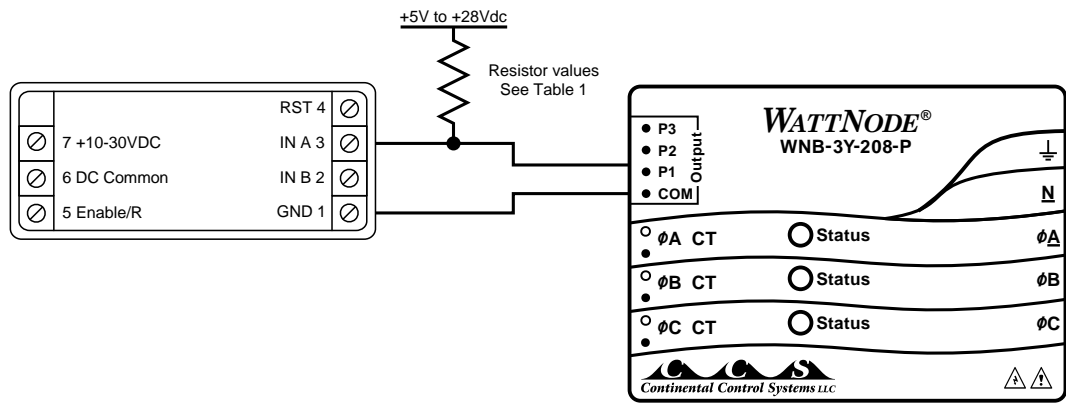 +5V to +28Vdc
Resistor values
See Table 1
RST 4
7 +10-30VDC
IN A 3
6 DC Common
IN B 2
5 Enable/R
GND 1
WATTNODE®
WNB-3Y-208-P
P3
P2
P1
COM
Output
N
ϕA CT
Status
ϕA
ϕB CT
Status
ϕB
ϕC CT
Status
ϕC
C C S
Continental Control Systems LLC